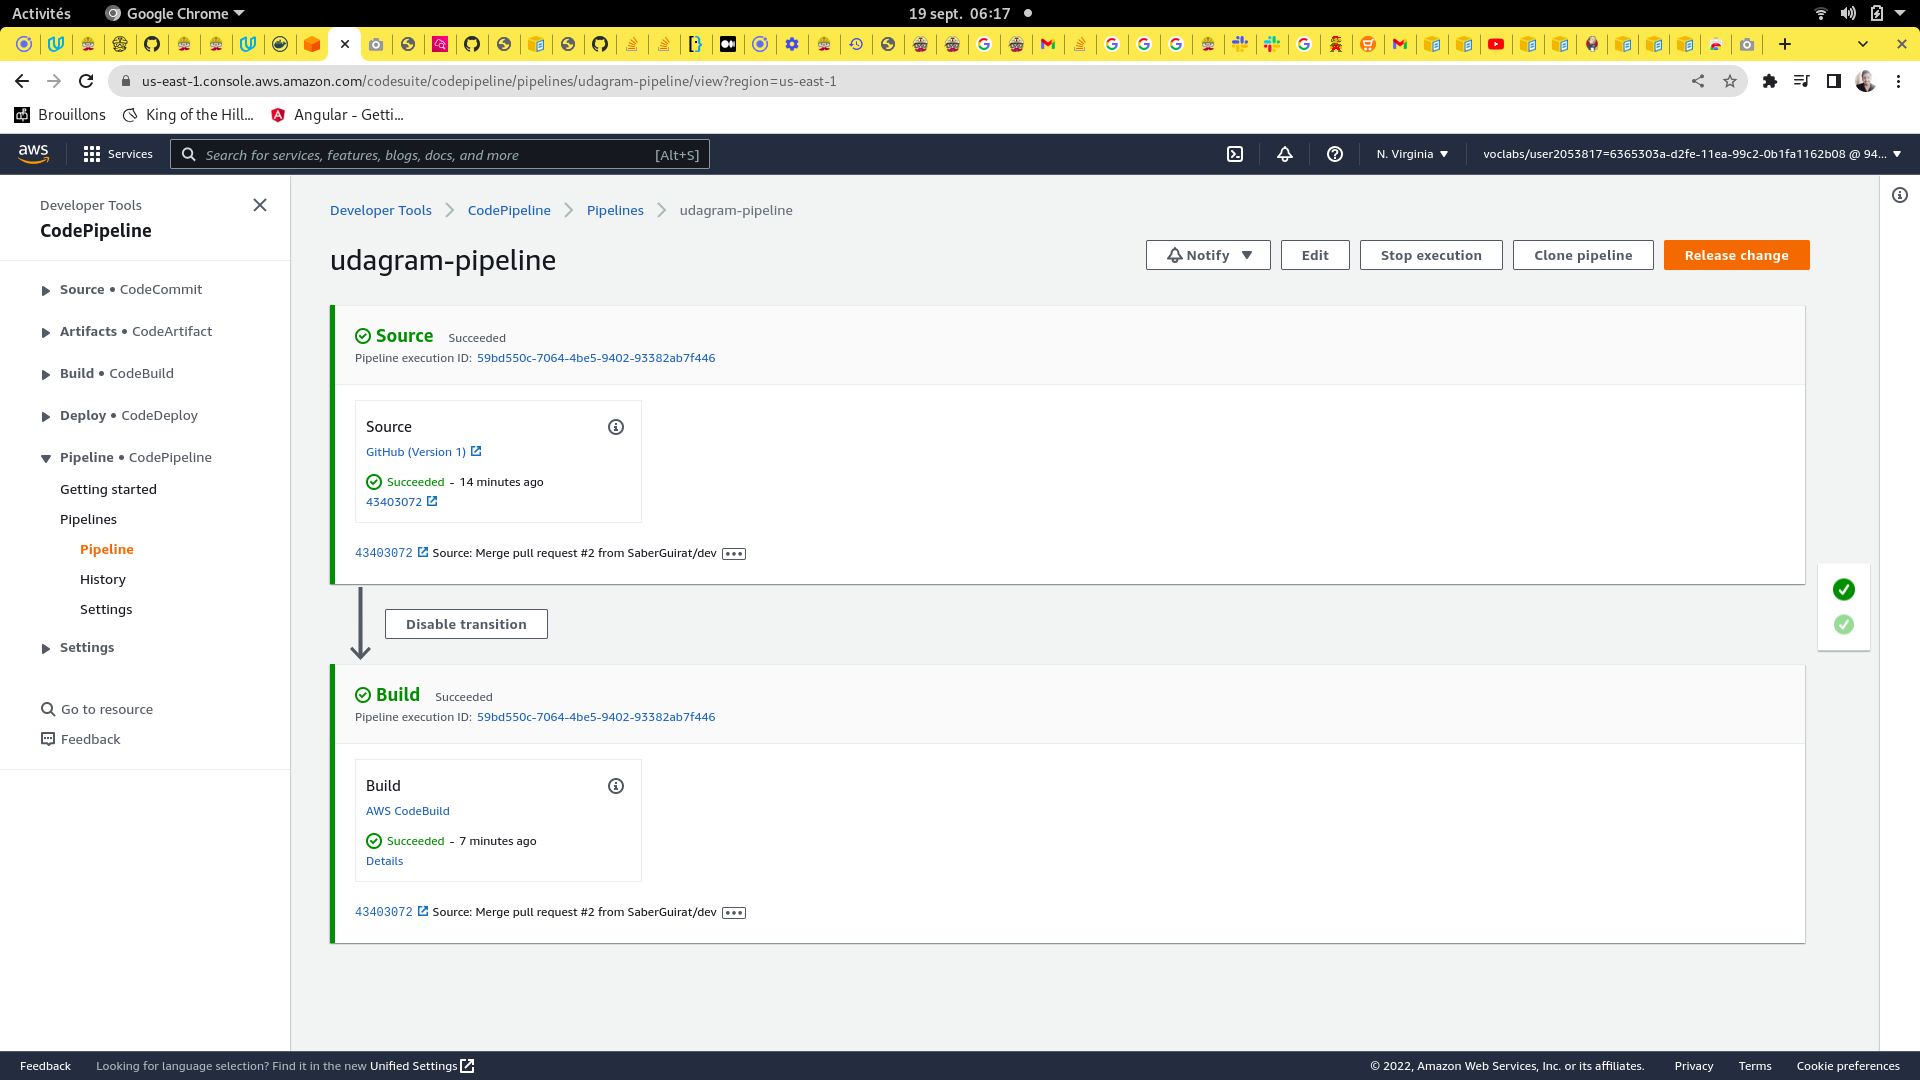 Activités
Google Chrome
19 sept. 06:17
us-east-1.console.aws.amazon.com/codesuite/codepipeline/pipelines/udagram-pipeline/view?region=us-east-1
Brouillons
King of the Hill...
Angular - Getti...
aws
Services
Search for services, features, blogs, docs, and more
[Alt+S]
N. Virginia
voclabs/user2053817=6365303a-d2fe-11ea-99c2-0b1fa1162b08 @ 94...
Developer Tools
CodePipeline
Source • CodeCommit
Artifacts • CodeArtifact
Build • CodeBuild
Deploy • CodeDeploy
Pipeline • CodePipeline
Getting started
Pipelines
Pipeline
History
Settings
Settings
Go to resource
Feedback
Developer Tools
CodePipeline
Pipelines
udagram-pipeline
udagram-pipeline
Notify
Edit
Stop execution
Clone pipeline
Release change
Source Succeeded
Pipeline execution ID: 59bd550c-7064-4be5-9402-93382ab7f446
Source
GitHub (Version 1)
Succeeded - 14 minutes ago
43403072
43403072 Source: Merge pull request #2 from SaberGuirat/dev
Disable transition
Build Succeeded
Pipeline execution ID: 59bd550c-7064-4be5-9402-93382ab7f446
Build
AWS CodeBuild
Succeeded - 7 minutes ago
Details
43403072 Source: Merge pull request #2 from SaberGuirat/dev
Feedback
Looking for language selection? Find it in the new Unified Settings
© 2022, Amazon Web Services, Inc. or its affiliates.
Privacy
Terms
Cookie preferences